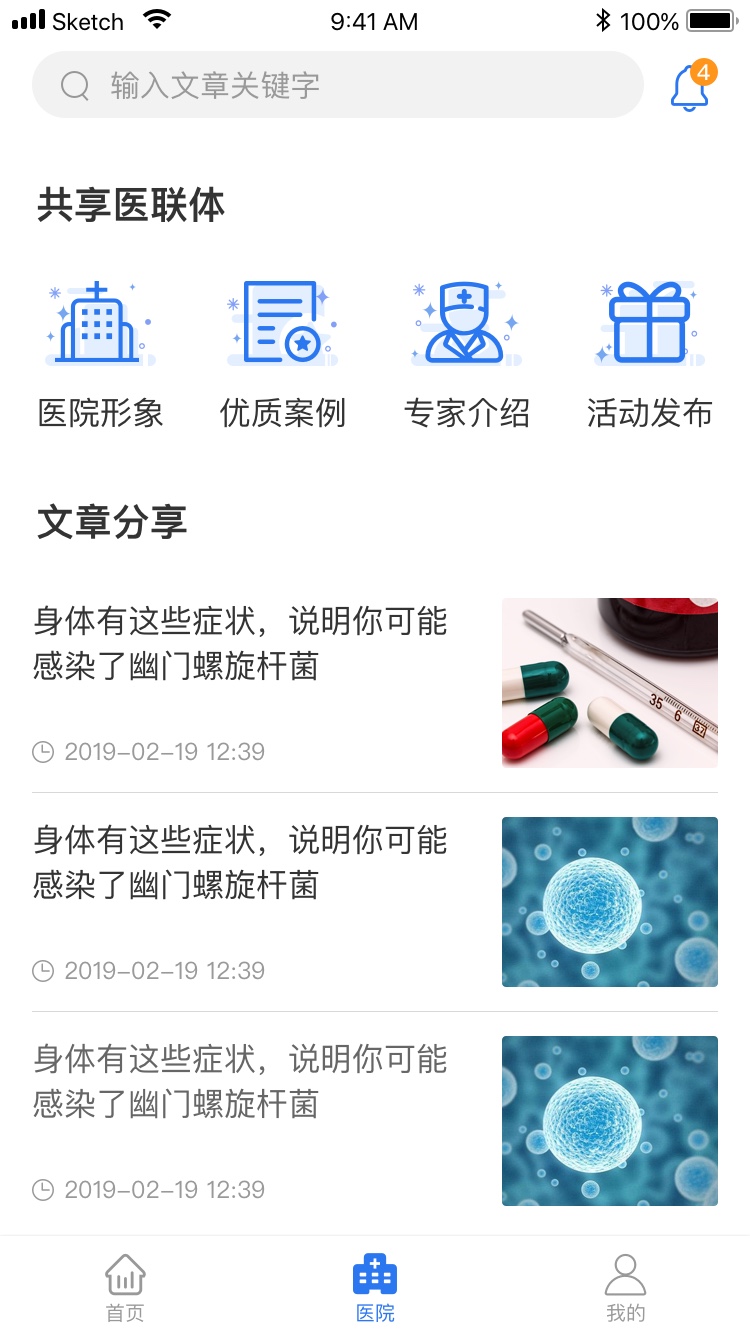 Sketch 9:41 AM 100%
输入文章关键字
4
共享医联体
医院形象 优质案例 专家介绍 活动发布
文章分享
身体有这些症状，说明你可能
感染了幽门螺旋杆菌
2019-02-19 12:39
35 6 37
身体有这些症状，说明你可能
感染了幽门螺旋杆菌
2019-02-19 12:39
身体有这些症状，说明你可能
感染了幽门螺旋杆菌
2019-02-19 12:39
首页 医院 我的